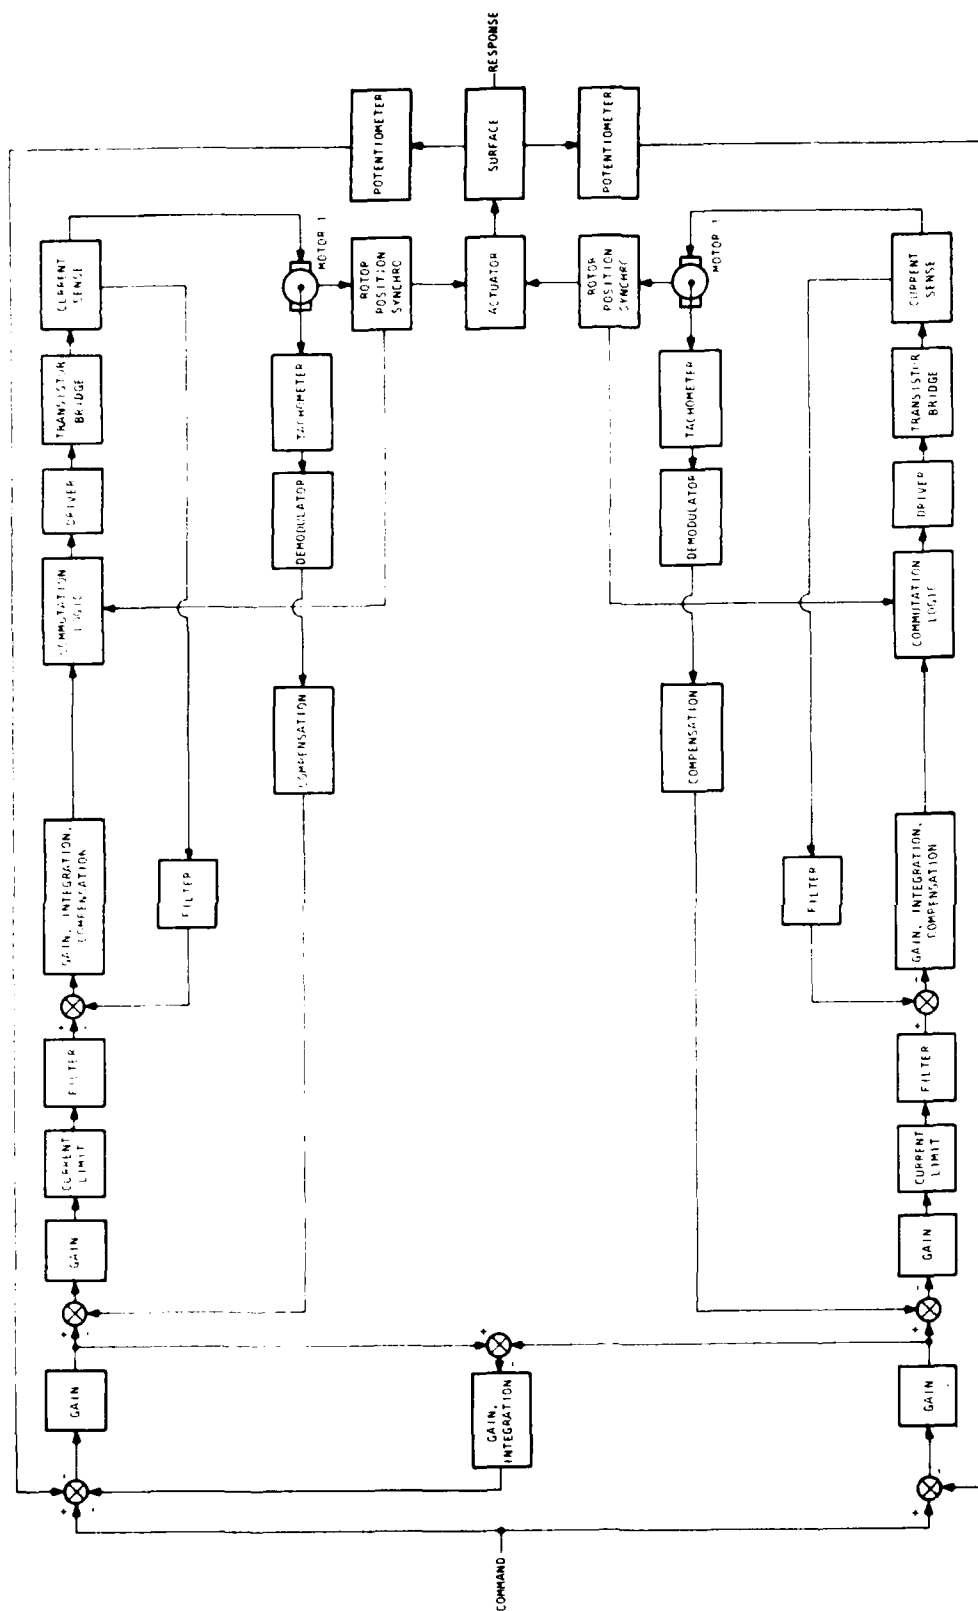 GAIN
GAIN
CURRENT
LIMIT
FILTER
GAIN, INTEGRATION,
COMPENSATION
COMMUTATION
LOGIC
DRIVER
TRANSISTOR
BRIDGE
CURRENT
SENSE
FILTER
COMPENSATION
DEMODULATOR
TACHOMETER
MOTOR 1
ROTOR
POSITION
SYNCHRO
POTENTIOMETER
COMMAND
GAIN,
INTEGRATION
ACTUATOR
SURFACE
RESPONSE
ROTOR
POSITION
SYNCHRO
POTENTIOMETER
COMPENSATION
DEMODULATOR
TACHOMETER
MOTOR 1
FILTER
GAIN
GAIN
CURRENT
LIMIT
FILTER
GAIN, INTEGRATION,
COMPENSATION
COMMUTATION
LOGIC
DRIVER
TRANSISTOR
BRIDGE
CURRENT
SENSE